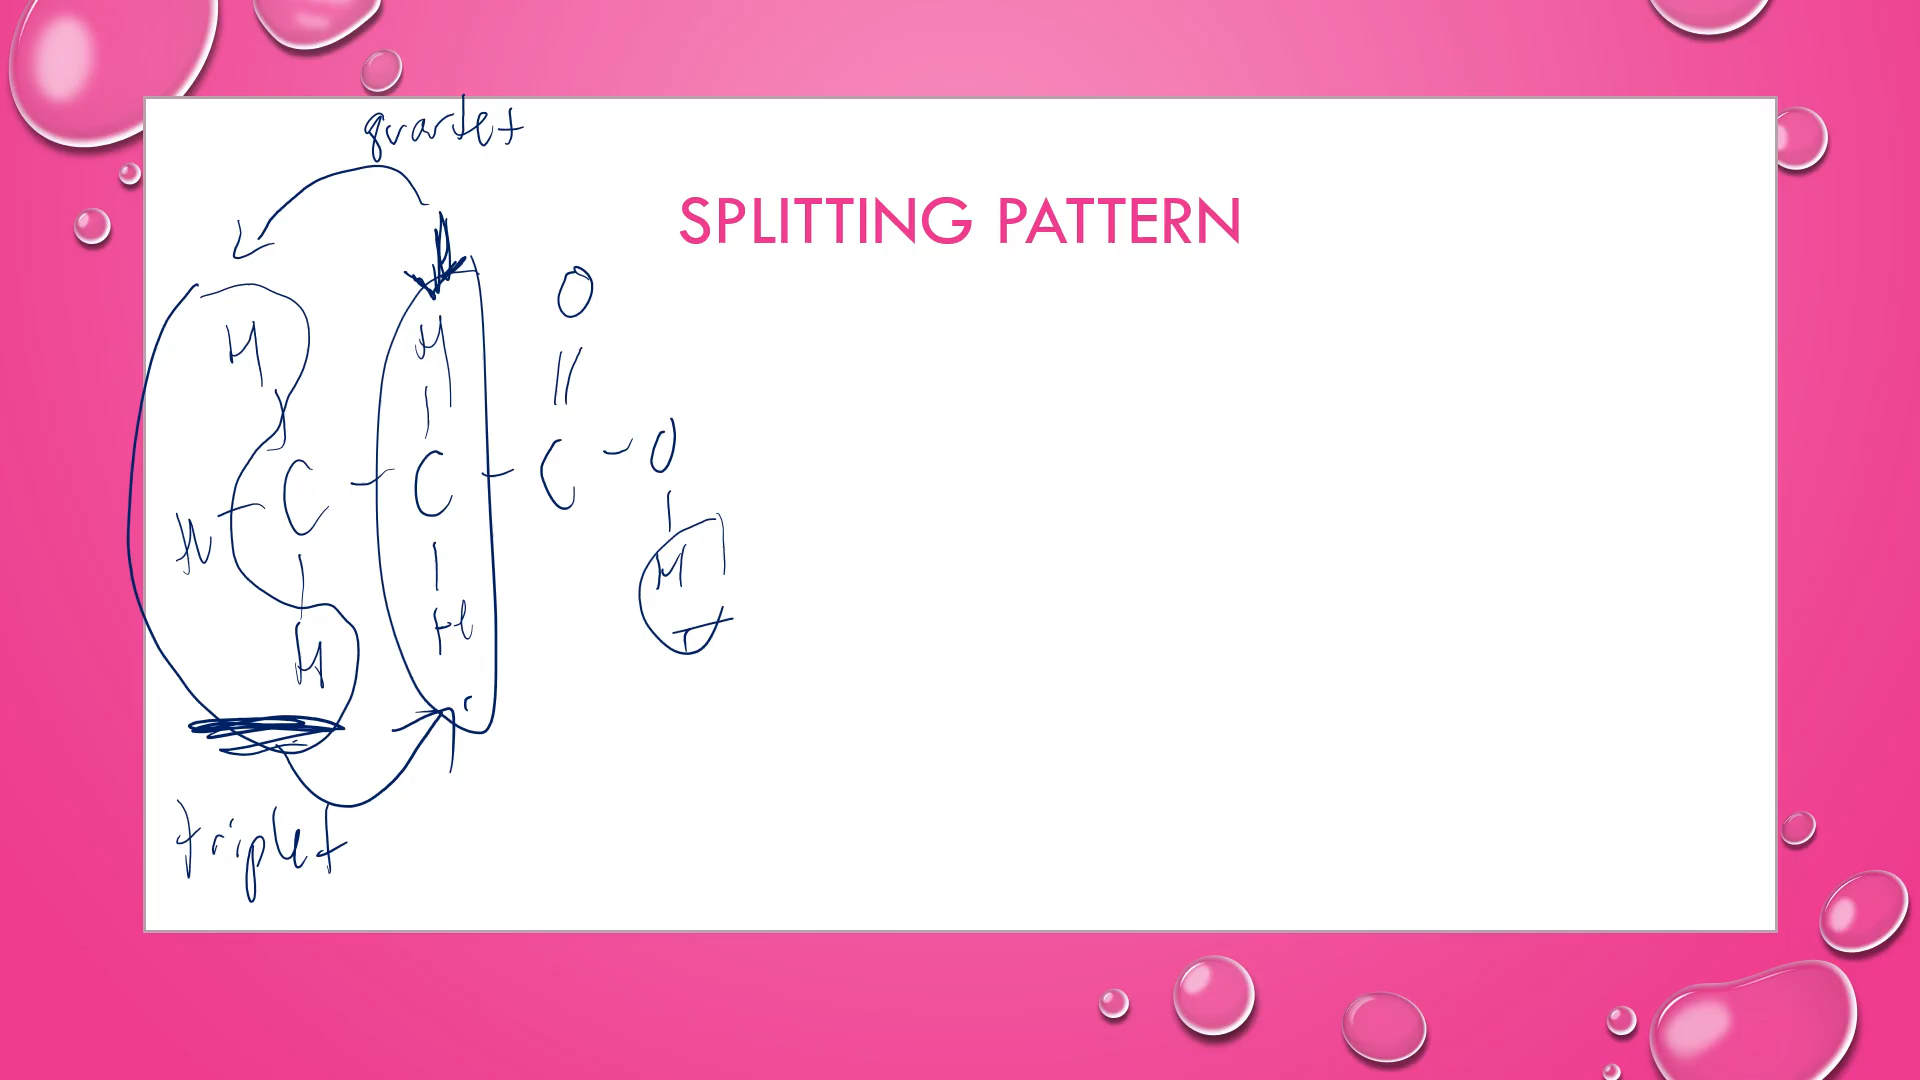 quartet
SPLITTING PATTERN
O
H H
||
C - C - C - O
H
H
H H
triplet